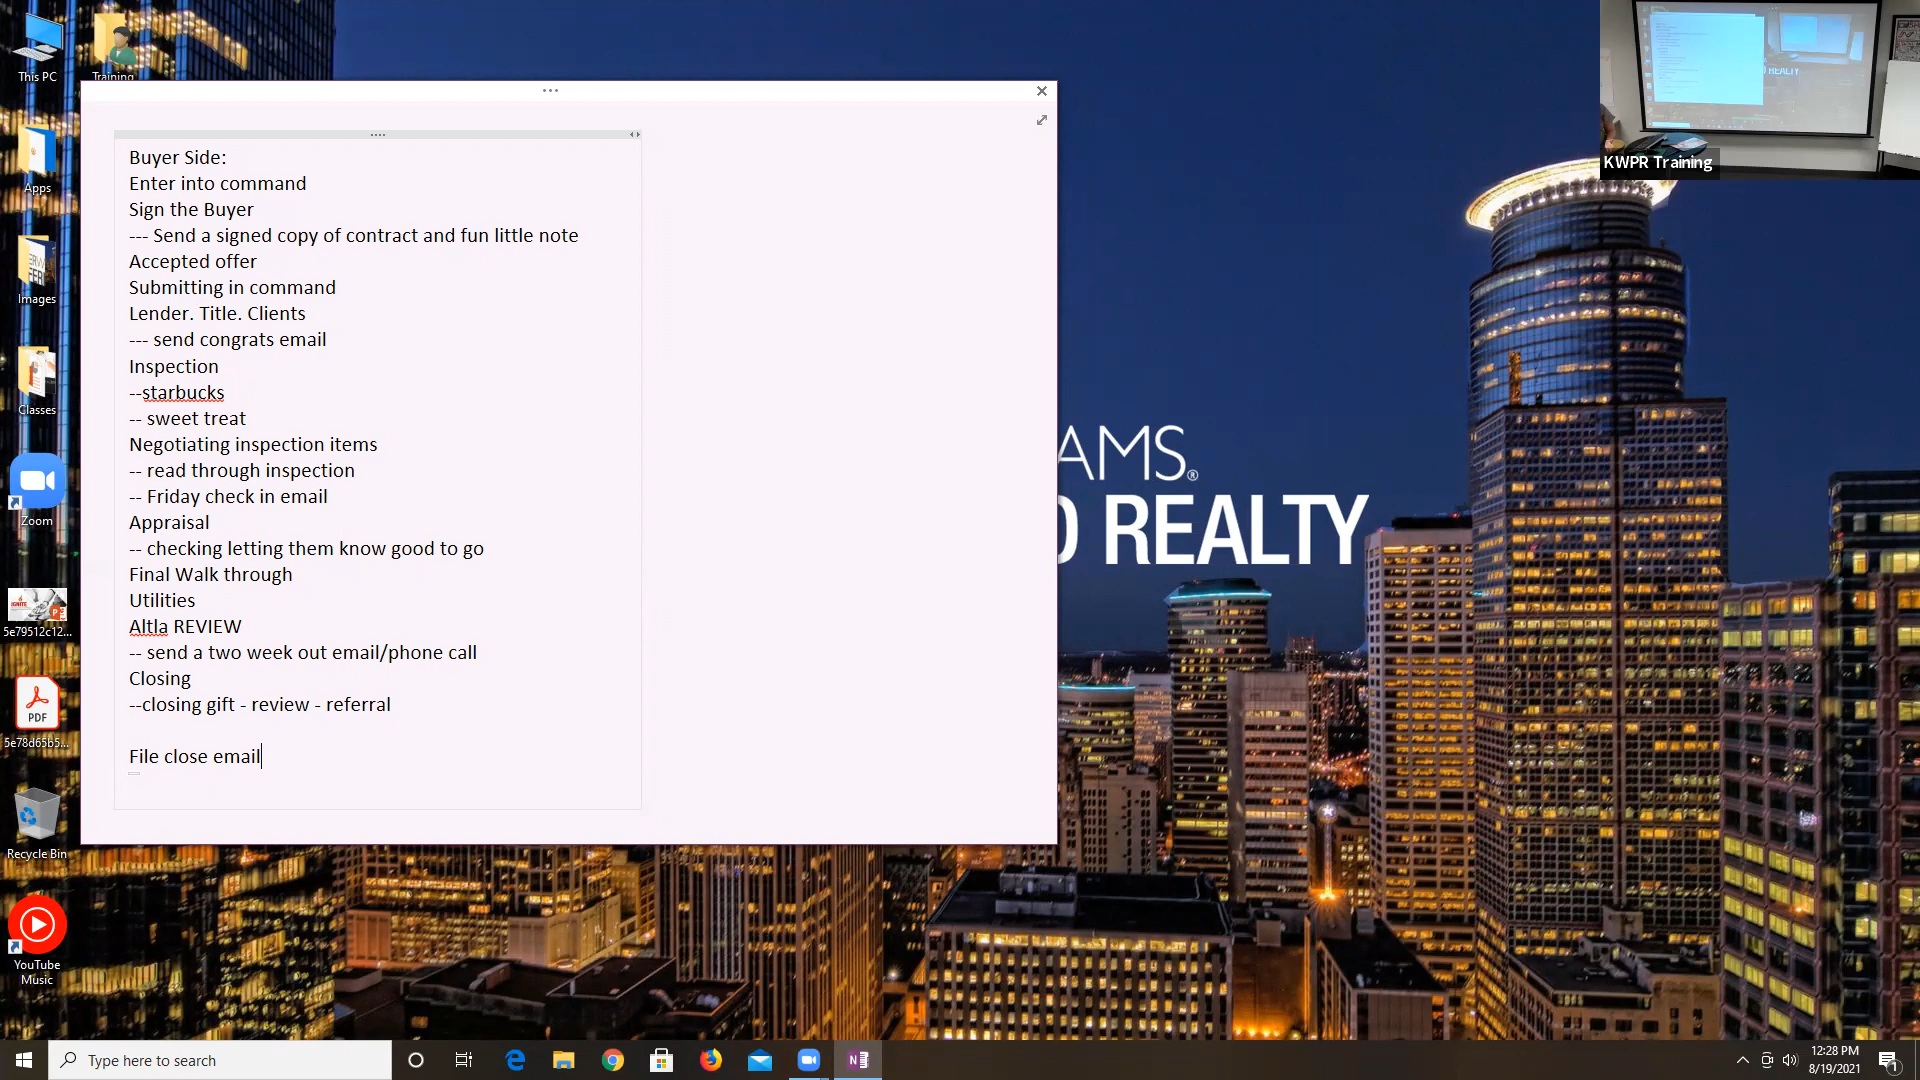 This PC
Training
Apps
Images
Classes
Zoom
5e79512c12...
PDF
5e78d65b5...
Recycle Bin
YouTube
Music
Buyer Side:
Enter into command
Sign the Buyer
--- Send a signed copy of contract and fun little note
Accepted offer
Submitting in command
Lender. Title. Clients
--- send congrats email
Inspection
--starbucks
-- sweet treat
Negotiating inspection items
-- read through inspection
-- Friday check in email
Appraisal
-- checking letting them know good to go
Final Walk through
Utilities
Altla REVIEW
-- send a two week out email/phone call
Closing
--closing gift - review - referral
File close email
AMS®
REALTY
REALTY
KWPR Training
Type here to search
12:28 PM
8/19/2021
1